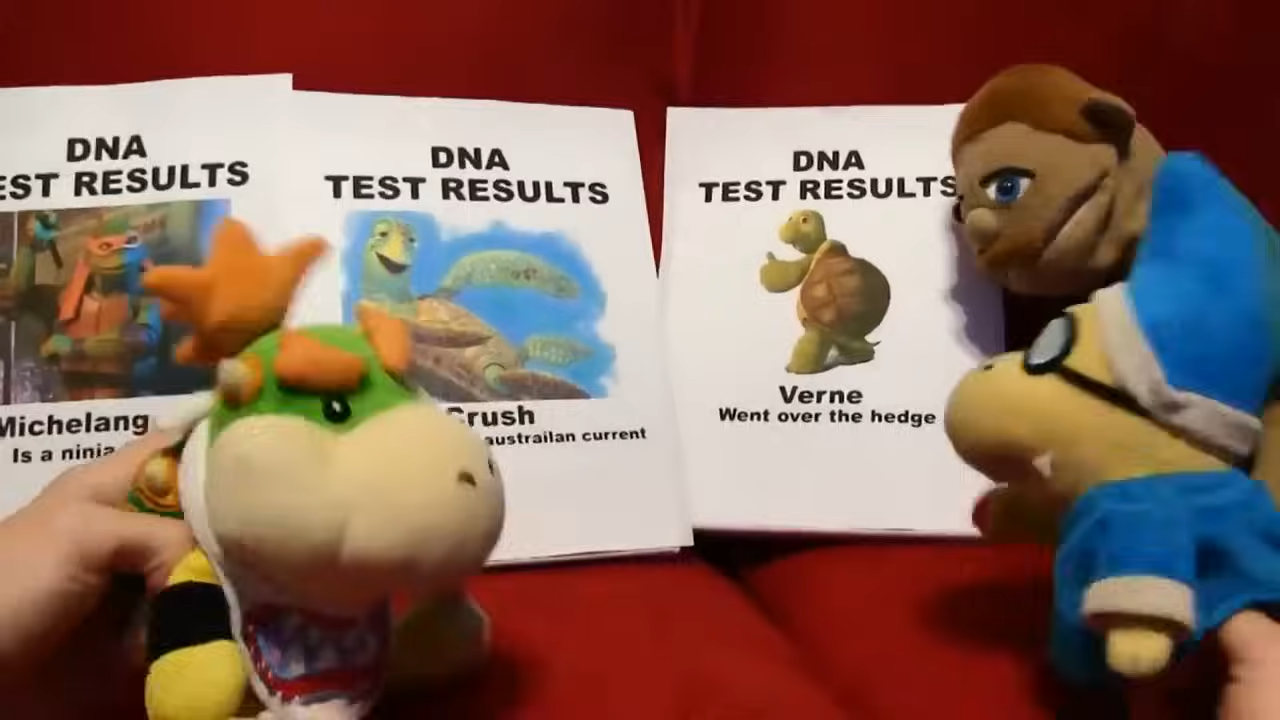 DNA
EST RESULTS
Michelang
Is a ninja
DNA
TEST RESULTS
Crush
australian current
DNA
TEST RESULTS
Verne
Went over the hedge